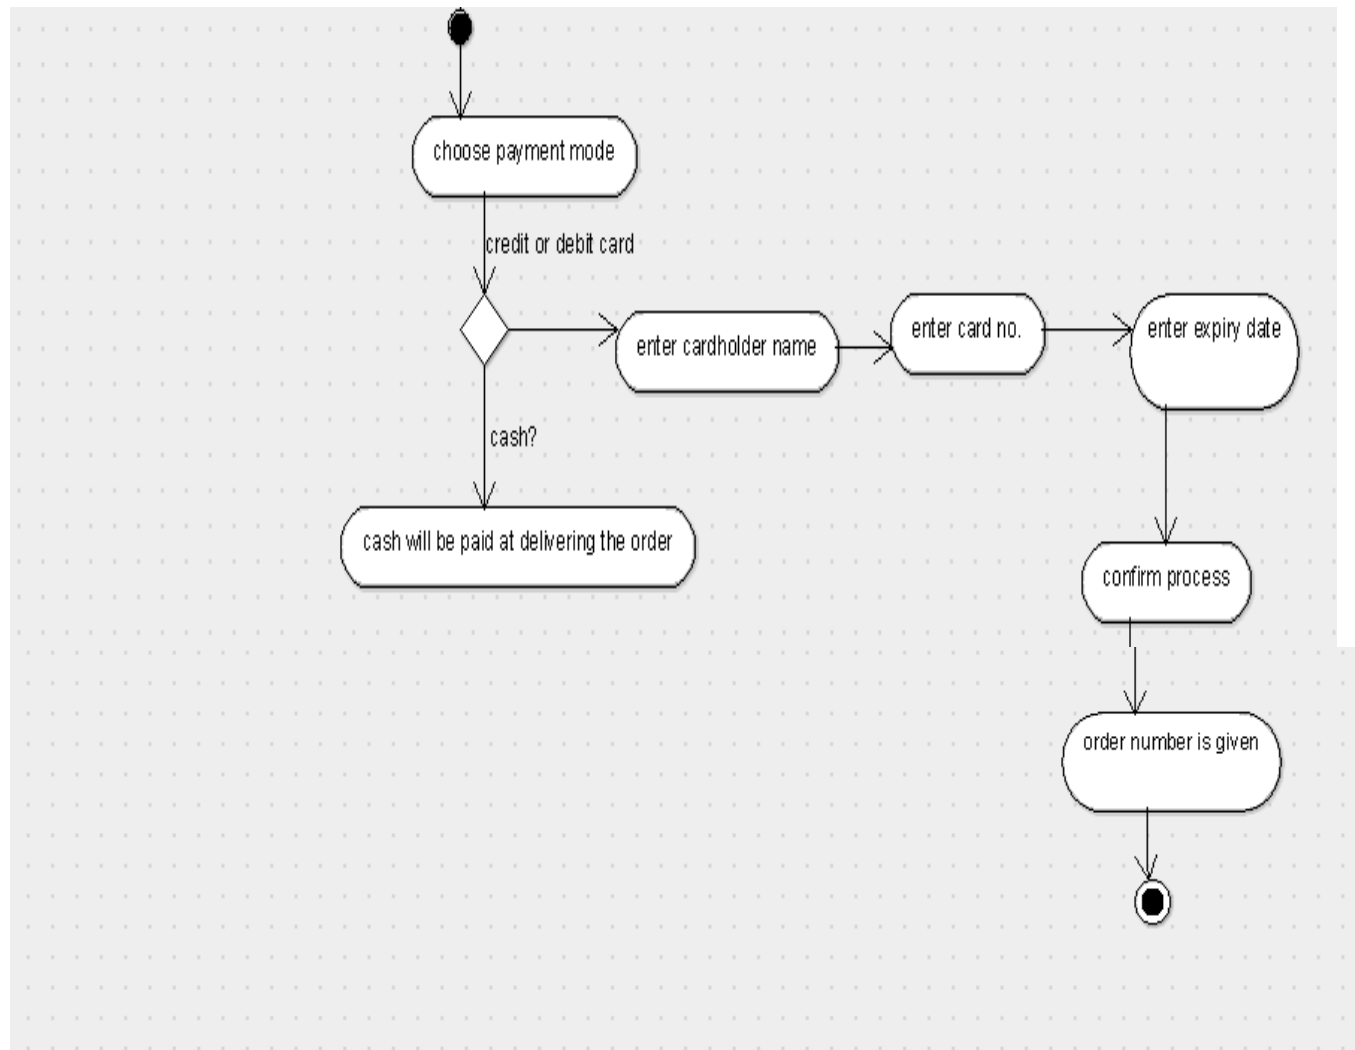 choose payment mode
credit or debit card
enter cardholder name
enter card no.
enter expiry date
cash?
cash will be paid at delivering the order
confirm process
order number is given